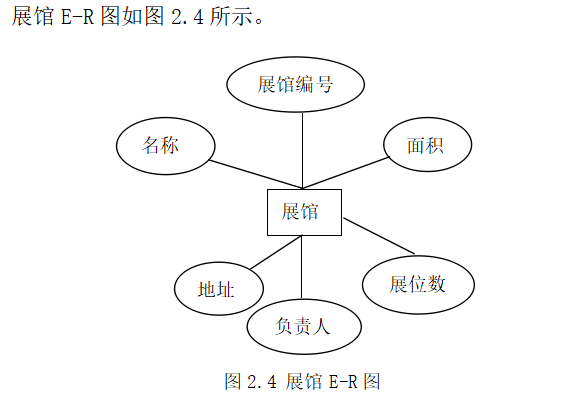 展馆 E-R 图如图 2.4 所示。
展馆编号
名称
面积
展馆
地址
展位数
负责人
图 2.4 展馆 E-R 图